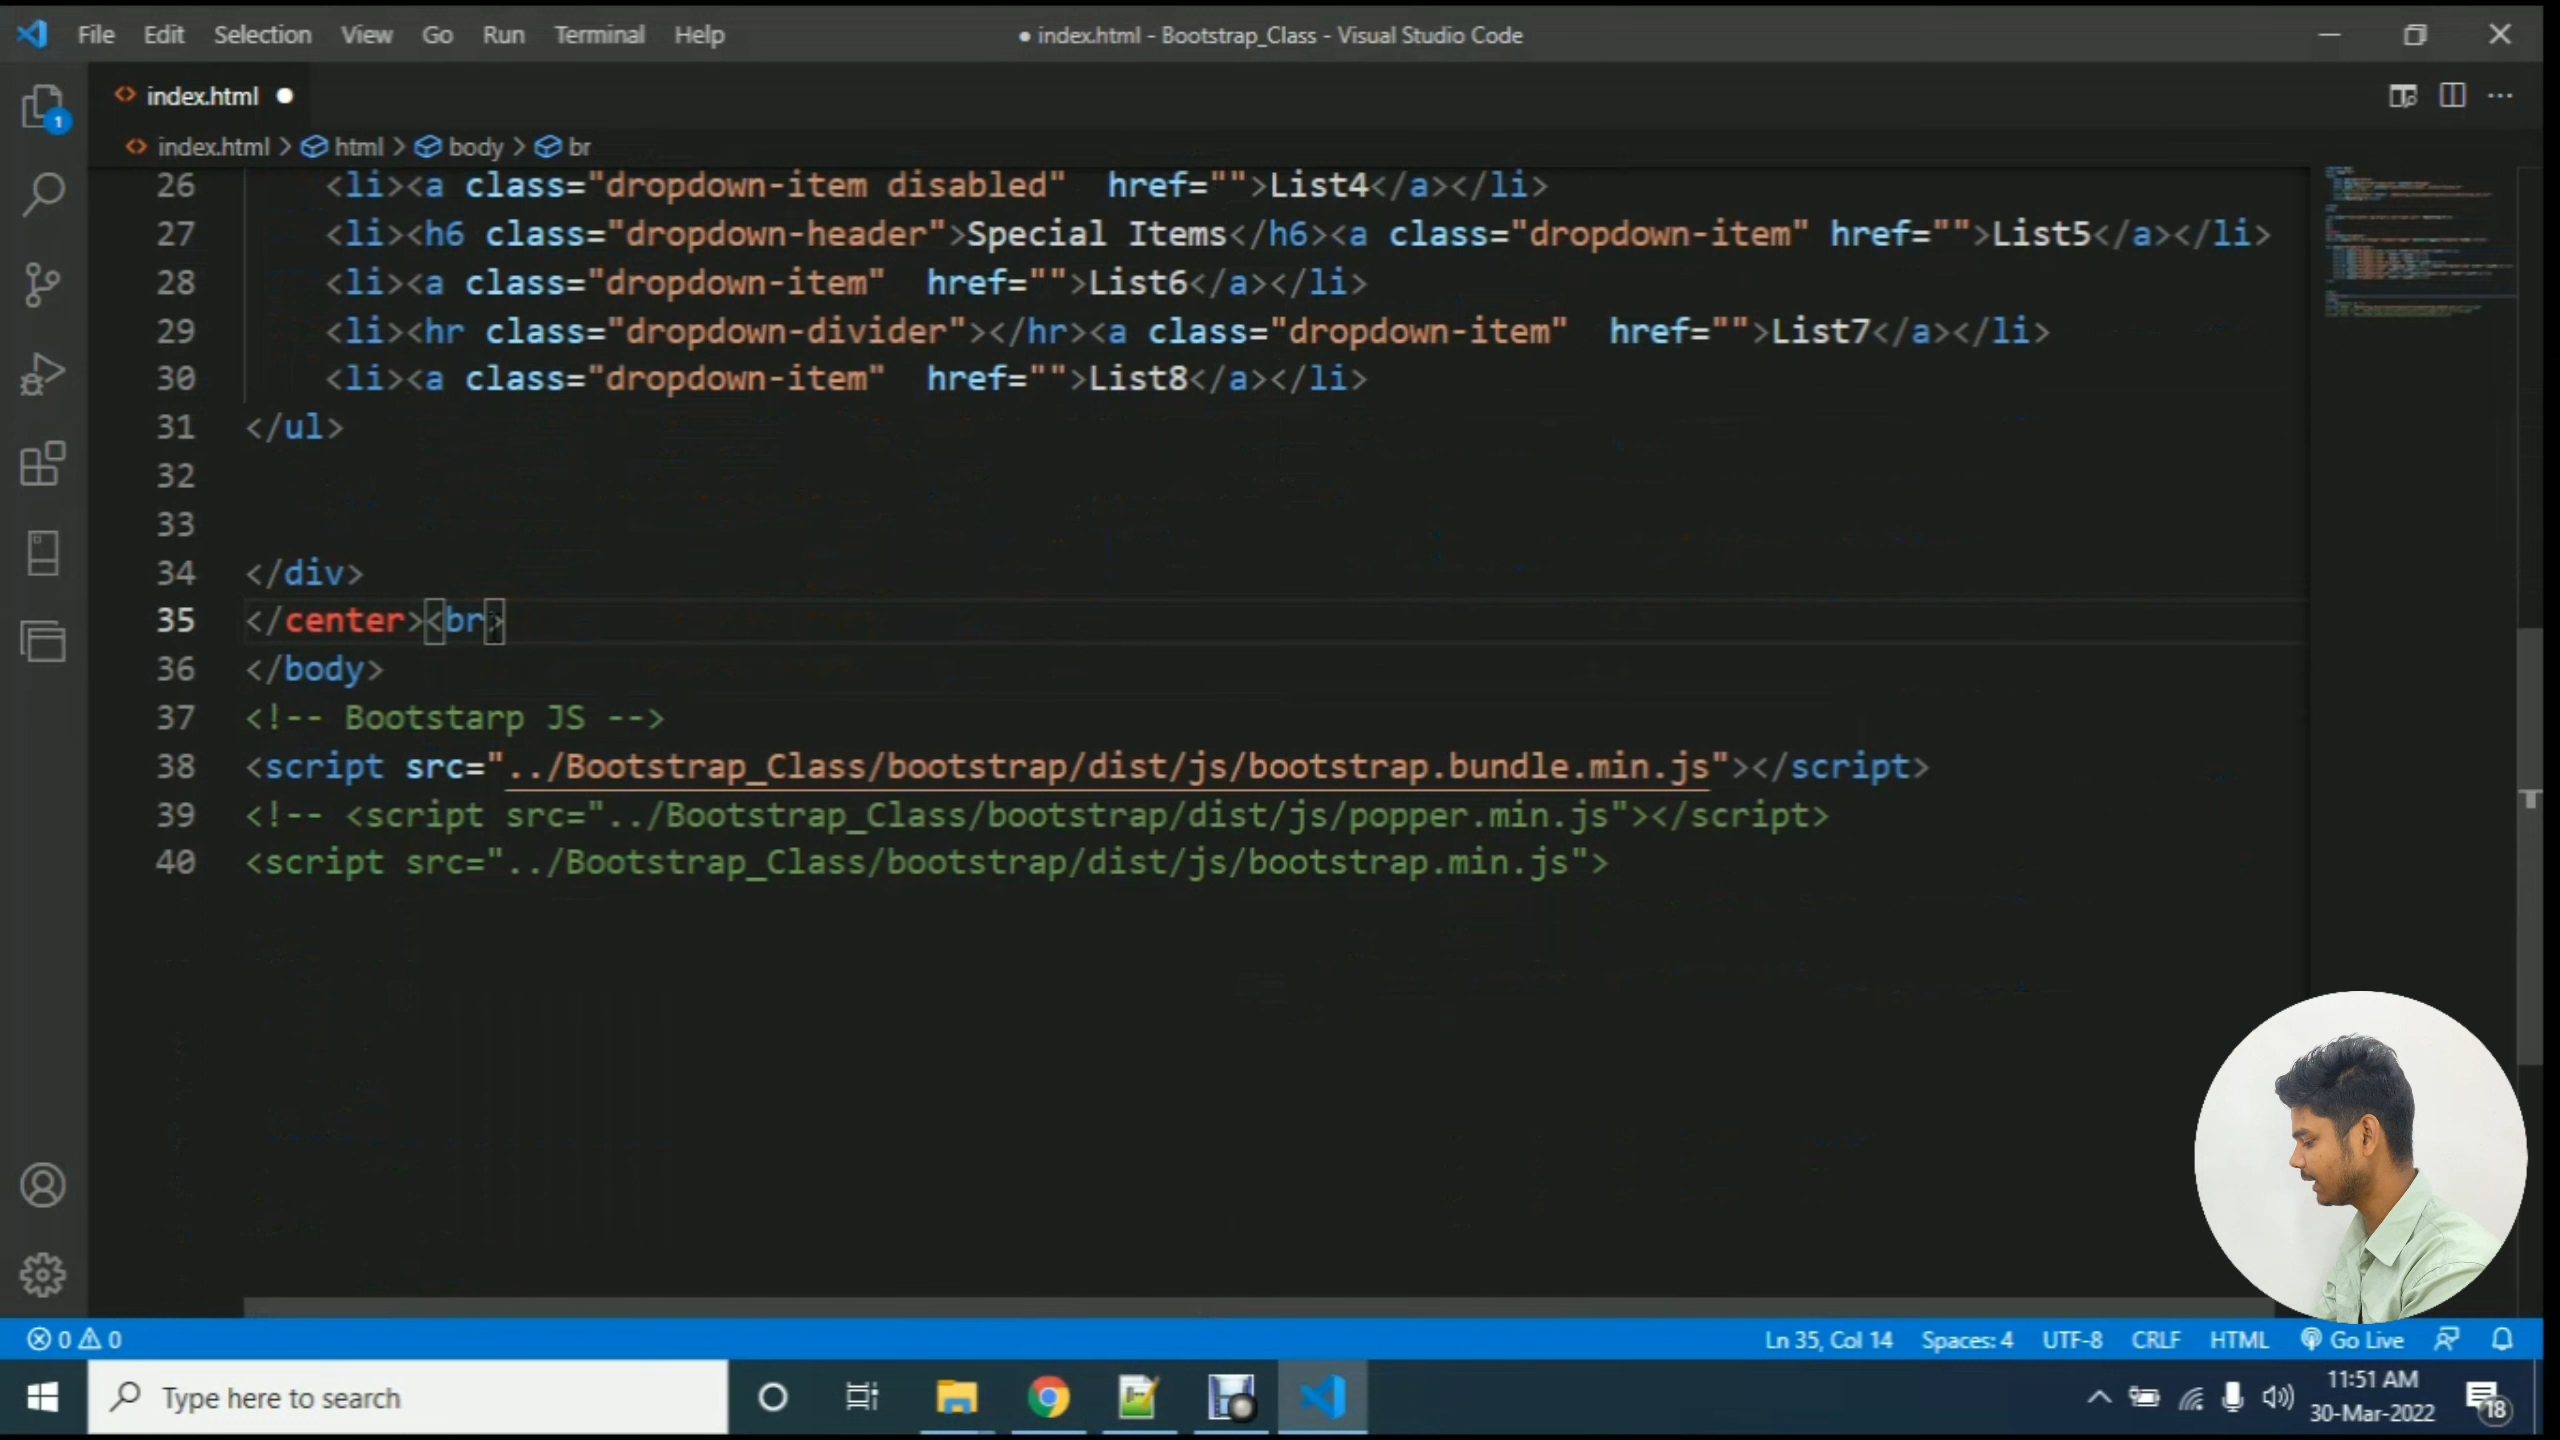 File Edit Selection View Go Run Terminal Help
● index.html - Bootstrap_Class - Visual Studio Code
index.html ●
index.html > html > body > br
26 <li><a class="dropdown-item disabled"  href="">List4</a></li>
27 <li><h6 class="dropdown-header">Special Items</h6><a class="dropdown-item" href="">List5</a></li>
28 <li><a class="dropdown-item"  href="">List6</a></li>
29 <li><hr class="dropdown-divider"></hr><a class="dropdown-item"  href="">List7</a></li>
30 <li><a class="dropdown-item"  href="">List8</a></li>
31 </ul>
32
33
34 </div>
35 </center><br>
36 </body>
37 <!-- Bootstarp JS -->
38 <script src="../Bootstrap_Class/bootstrap/dist/js/bootstrap.bundle.min.js"></script>
39 <!-- <script src="../Bootstrap_Class/bootstrap/dist/js/popper.min.js"></script>
40 <script src="../Bootstrap_Class/bootstrap/dist/js/bootstrap.min.js">
1
0 0
Ln 35, Col 14 Spaces: 4 UTF-8 CRLF HTML Go Live
Type here to search
11:51 AM
30-Mar-2022
18